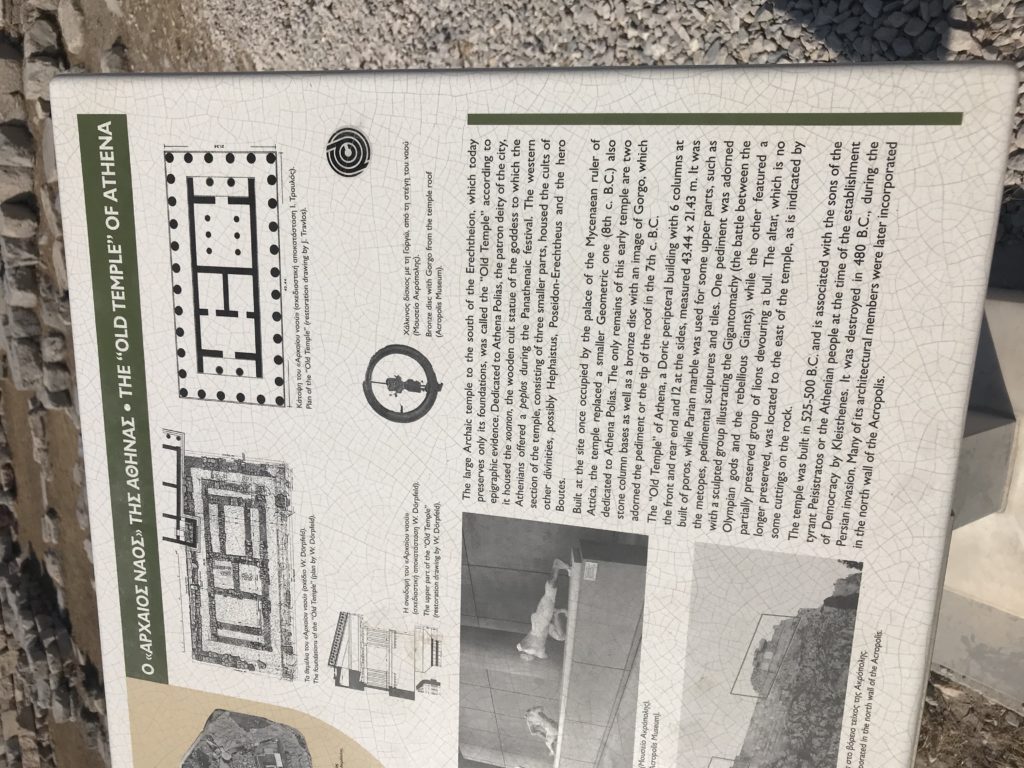 Ο «ΑΡΧΑΙΟΣ ΝΑΟΣ» ΤΗΣ ΑΘΗΝΑΣ • THE "OLD TEMPLE" OF ATHENA
Τα θεμέλια του «Αρχαίου ναού» (σχέδιο W. Dörpfeld).
The foundations of the "Old Temple" (plan by W. Dörpfeld).
Κάτοψη του «Αρχαίου ναού» (σχεδιαστική αποκατάσταση Ι. Τραυλός).
Plan of the "Old Temple" (restoration drawing by J. Travlos).
Η ανωδομή του «Αρχαίου ναού»
(σχεδιαστική αποκατάσταση W. Dörpfeld).
The upper part of the "Old Temple"
(restoration drawing by W. Dörpfeld).
Χάλκινος δίσκος με τη Γοργώ, από τη στέγη του ναού
(Μουσείο Ακρόπολης).
Bronze disc with Gorgo from the temple roof
(Acropolis Museum).
The large Archaic temple to the south of the Erechtheion, which today
preserves only its foundations, was called the "Old Temple" according to
epigraphic evidence. Dedicated to Athena Polias, the patron deity of the city,
it housed the xoanon, the wooden cult statue of the goddess to which the
Athenians offered a peplos during the Panathenaic festival. The western
section of the temple, consisting of three smaller parts, housed the cults of
other divinities, possibly Hephaistus, Poseidon-Erechtheus and the hero
Boutes.
Built at the site once occupied by the palace of the Mycenaean ruler of
Attica, the temple replaced a smaller Geometric one (8th c. B.C.) also
dedicated to Athena Polias. The only remains of this early temple are two
stone column bases as well as a bronze disc with an image of Gorgo, which
adorned the pediment or the tip of the roof in the 7th c. B.C.
The "Old Temple" of Athena, a Doric peripteral building with 6 columns at
the front and rear end and 12 at the sides, measured 43.44 x 21.43 m. It was
built of poros, while Parian marble was used for some upper parts, such as
the metopes, pedimental sculptures and tiles. One pediment was adorned
with a sculpted group illustrating the Gigantomachy (the battle between the
Olympian gods and the rebellious Giants), while the other featured a
partially preserved group of lions devouring a bull. The altar, which is no
longer preserved, was located to the east of the temple, as is indicated by
some cuttings on the rock.
The temple was built in 525-500 B.C. and is associated with the sons of the
tyrant Peisistratos or the Athenian people at the time of the establishment
of Democracy by Kleisthenes. It was destroyed in 480 B.C., during the
Persian invasion. Many of its architectural members were later incorporated
in the north wall of the Acropolis.
(Μουσείο Ακρόπολης).
Acropolis Museum).
στο βόρειο τείχος της Ακρόπολης.
in the north wall of the Acropolis.